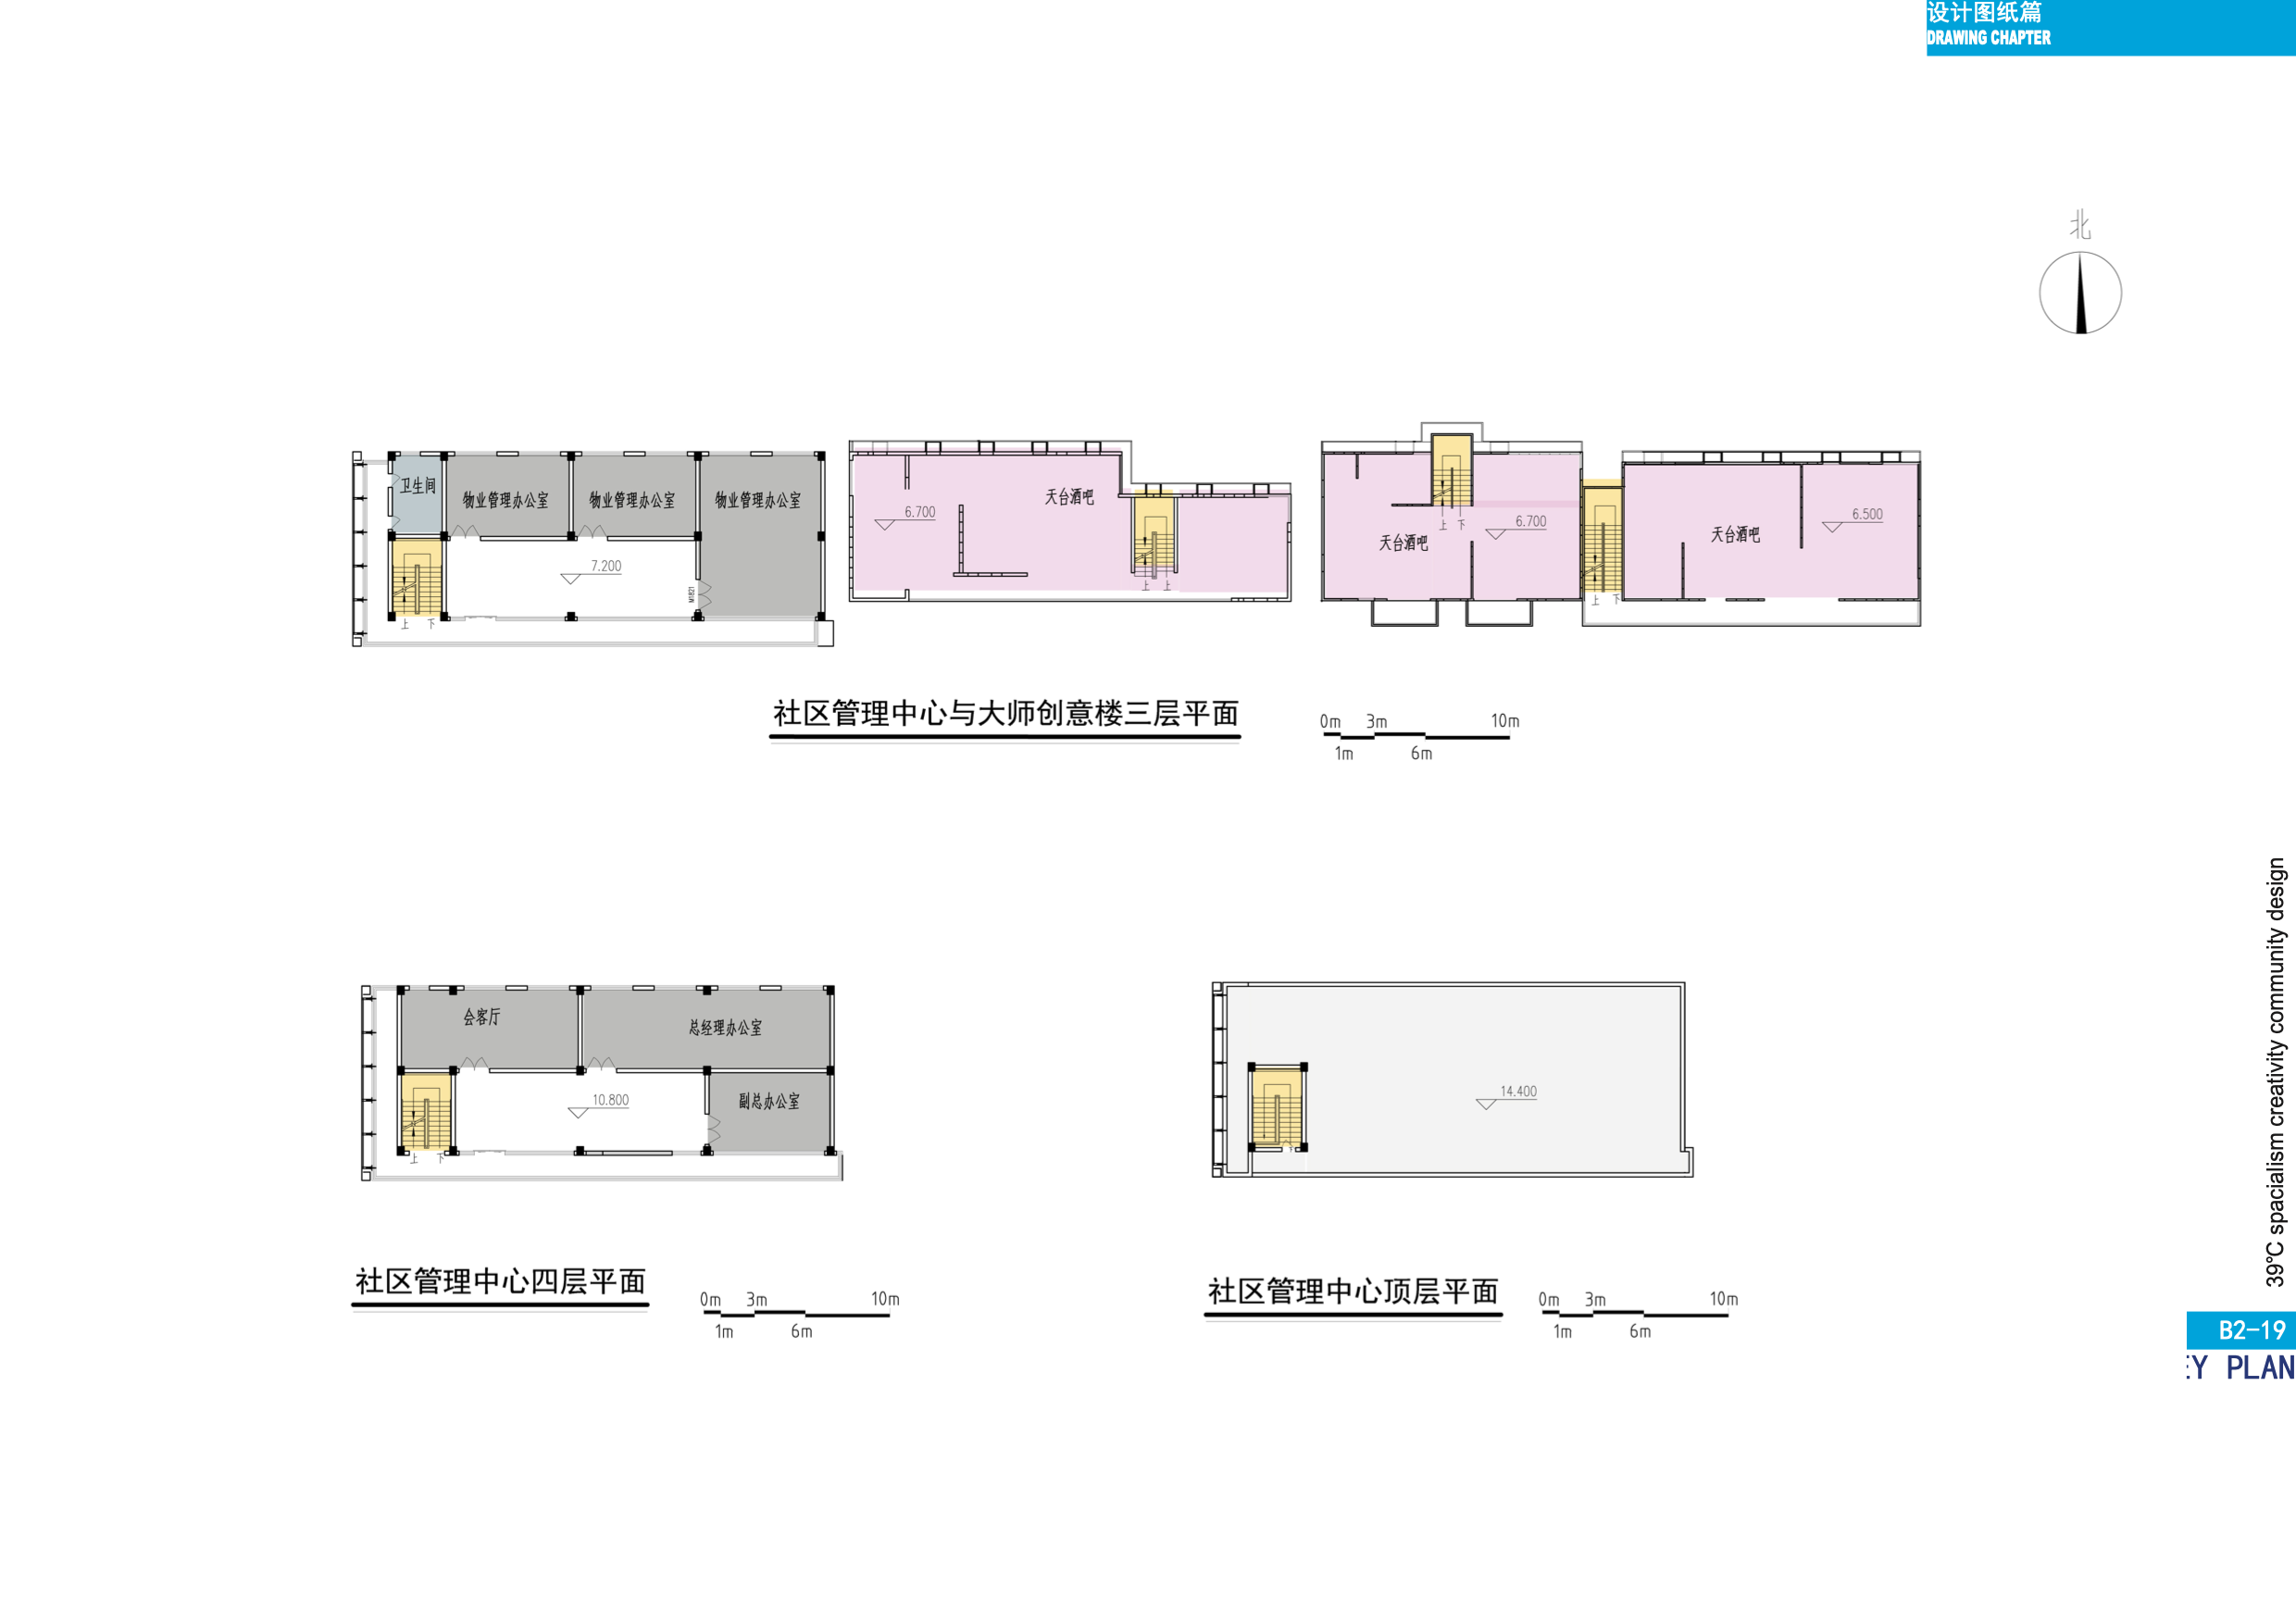 设计图纸篇
DRAWING CHAPTER
北
卫生间
物业管理办公室
物业管理办公室
物业管理办公室
7.200
M1821
上 下
6.700
天台酒吧
上 上
天台酒吧
上 下
6.700
上 下
天台酒吧
6.500
社区管理中心与大师创意楼三层平面
0m 3m 10m
1m 6m
会客厅
总经理办公室
10.800
副总办公室
上 下
14.400
下
社区管理中心四层平面
0m 3m 10m
1m 6m
社区管理中心顶层平面
0m 3m 10m
1m 6m
39℃ spacialism creativity community design
B2-19
EY PLAN